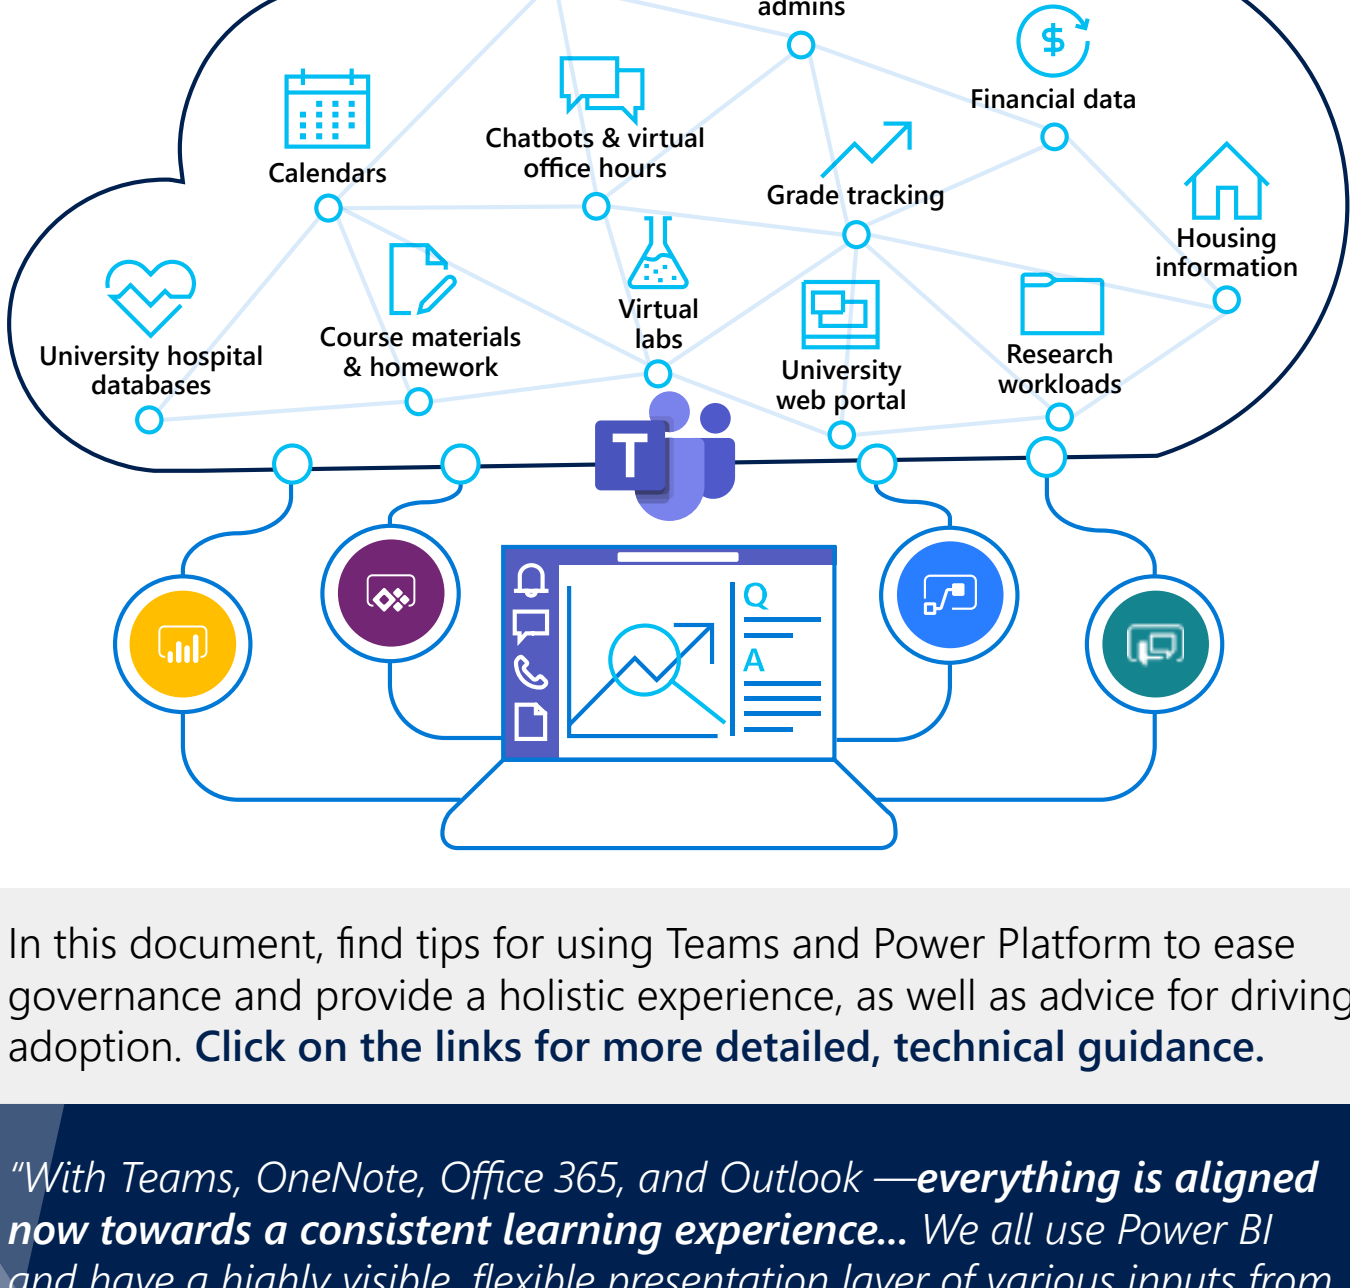 admins
Financial data
Chatbots & virtual
office hours
Calendars
Grade tracking
Housing
information
Virtual
labs
Course materials
& homework
University hospital
databases
University
web portal
Research
workloads
T
Q
A
In this document, find tips for using Teams and Power Platform to ease
governance and provide a holistic experience, as well as advice for driving
adoption. Click on the links for more detailed, technical guidance.
“With Teams, OneNote, Office 365, and Outlook —everything is aligned
now towards a consistent learning experience... We all use Power BI
and have a highly visible, flexible presentation layer of various inputs from